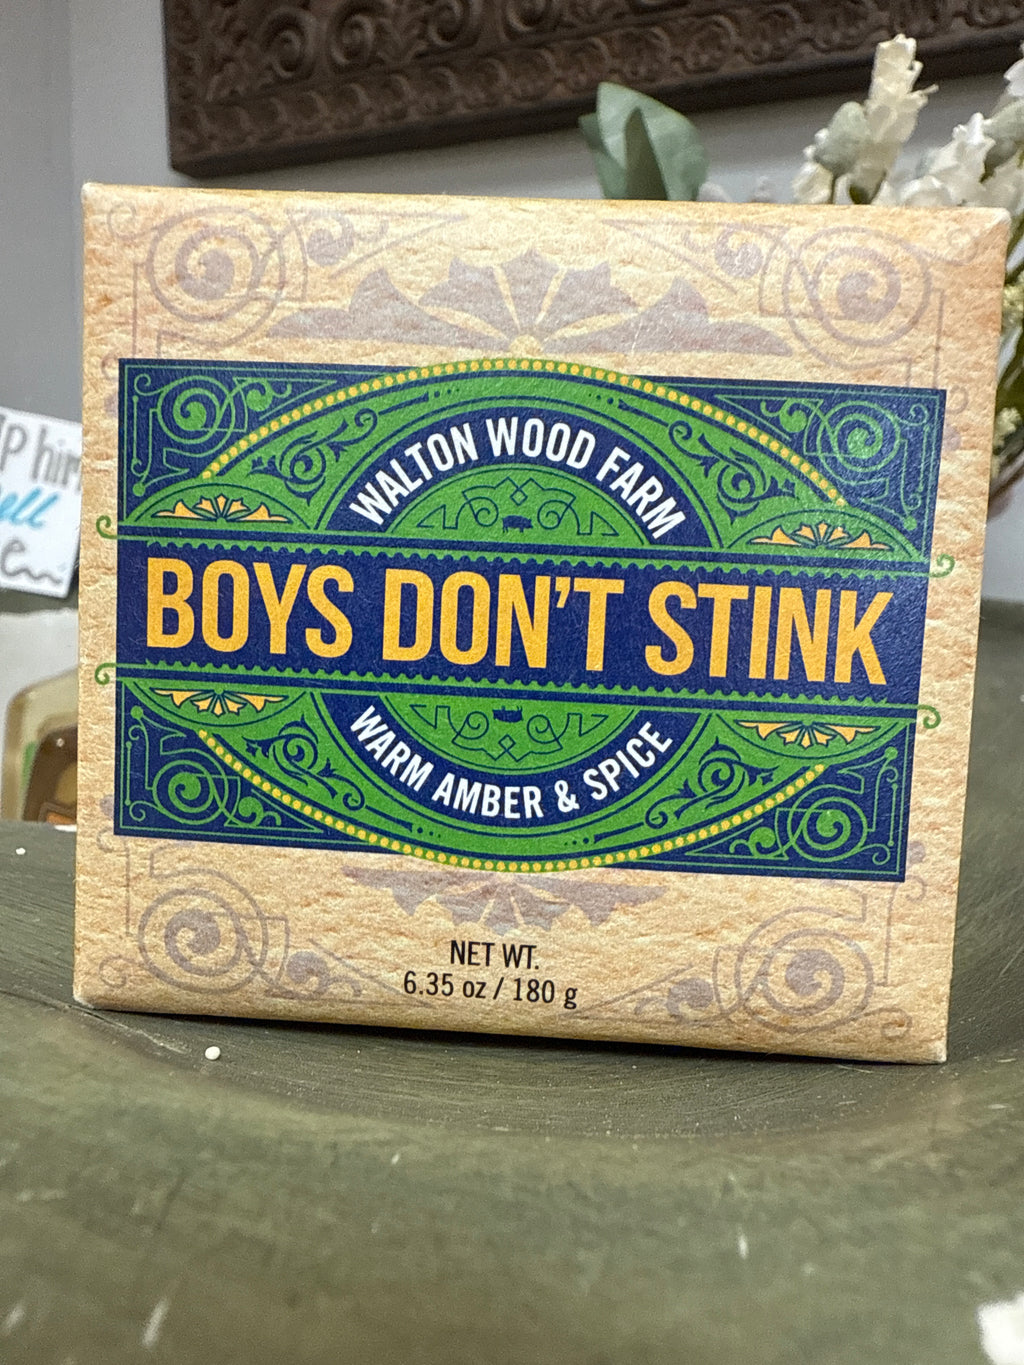 WALTON WOOD FARM
BOYS DON'T STINK
WARM AMBER & SPICE
NET WT.
6.35 oz / 180 g